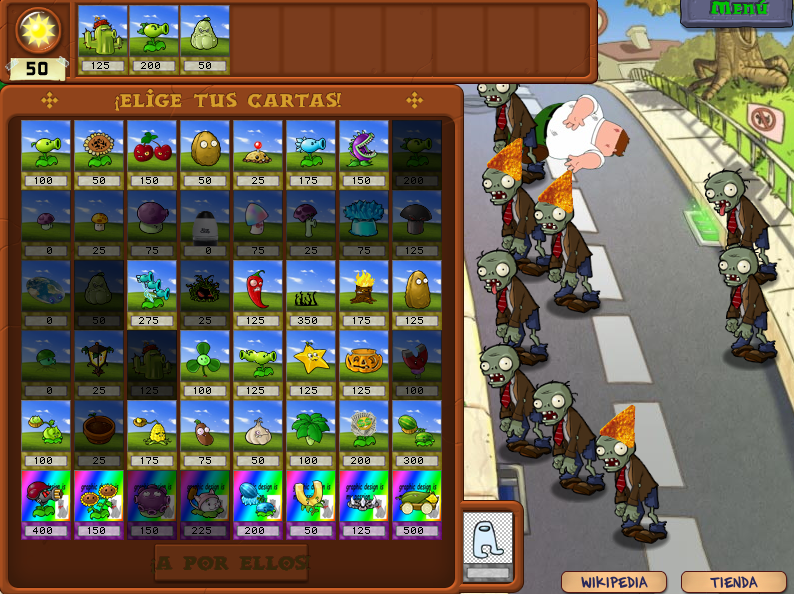 Menú
50
125 200 50
¡ELIGE TUS CARTAS!
100 50 150 50 25 175 150 200
0 25 75 0 75 25 75 125
0 50 275 25 125 350 175 125
0 25 125 100 125 125 125 100
100 25 175 75 50 100 200 300
graphic design is
400 150 150 225 200 50 125 500
¡A POR ELLOS!
WIKIPEDIA
TIENDA